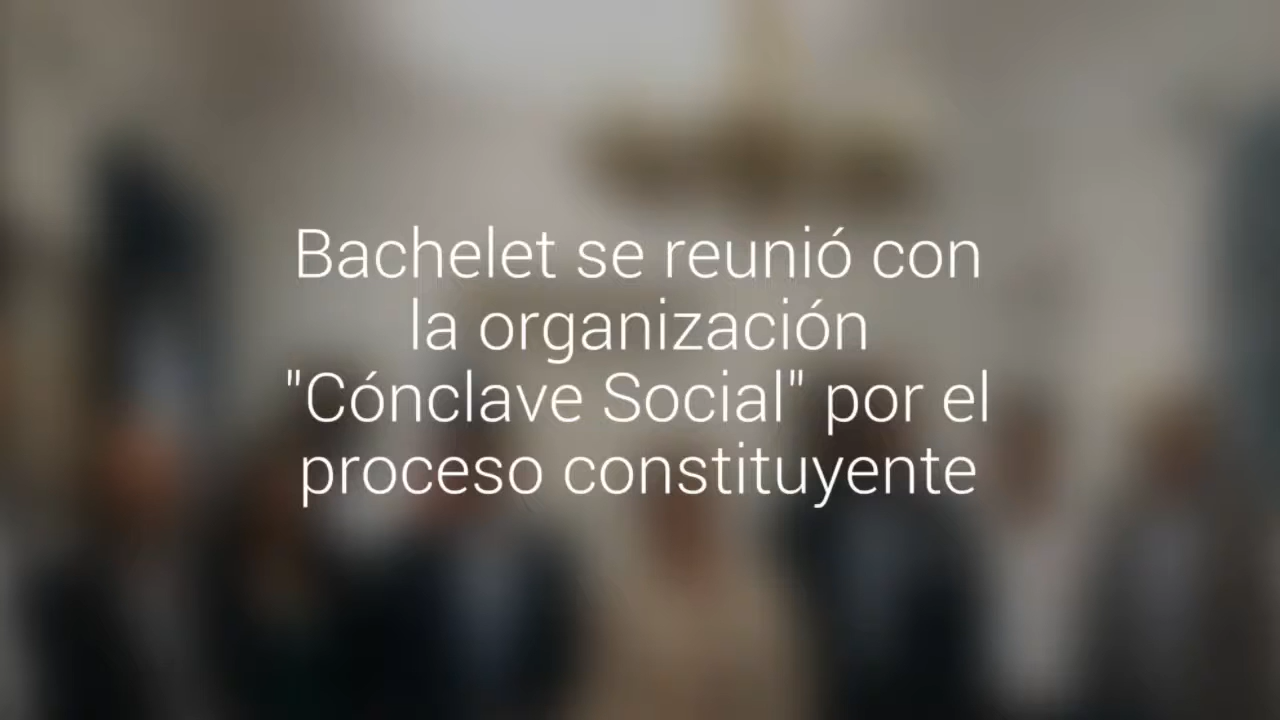 Bachelet se reunió con
la organización
"Cónclave Social" por el
proceso constituyente